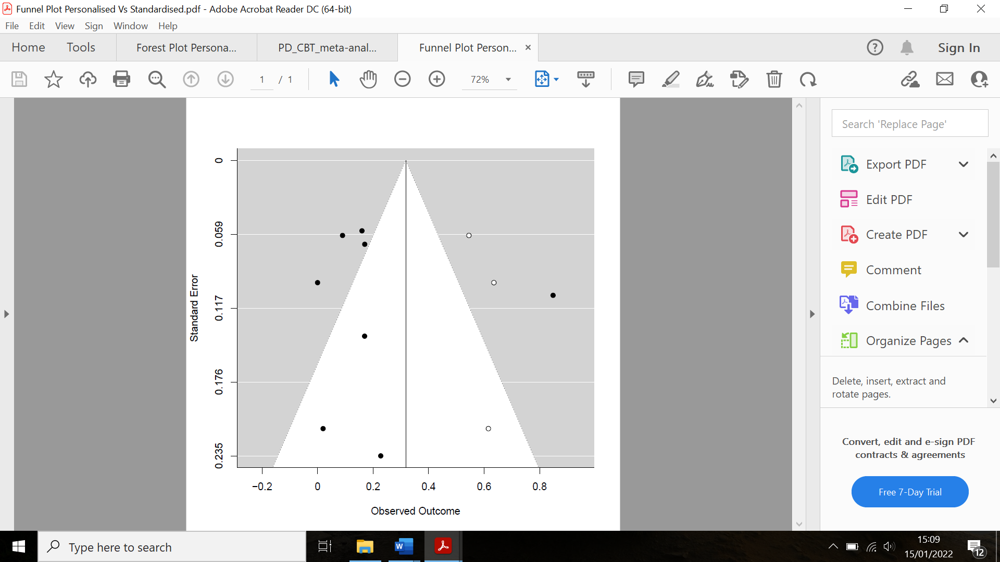 Funnel Plot Personalised Vs Standardised.pdf - Adobe Acrobat Reader DC (64-bit)
File Edit View Sign Window Help
Home Tools Forest Plot Persona... PD_CBT_meta-anal... Funnel Plot Person... × Sign In
1 / 1 72%
Search 'Replace Page'
Export PDF
Edit PDF
Create PDF
Comment
Combine Files
Organize Pages
Delete, insert, extract and
rotate pages.
Convert, edit and e-sign PDF
contracts & agreements
Free 7-Day Trial
Standard Error
0
0.059
0.117
0.176
0.235
−0.2 0 0.2 0.4 0.6 0.8
Observed Outcome
Type here to search
15:09
15/01/2022
12